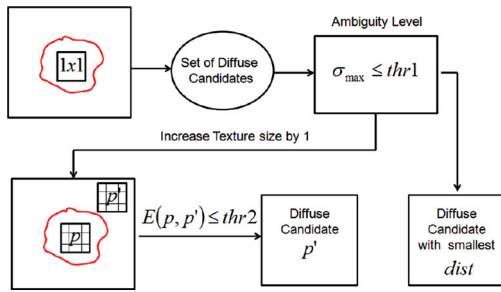 Ambiguity Level
1x1
Set of Diffuse
Candidates
σmax ≤ thr1
Increase Texture size by 1
p'
p
E(p, p') ≤ thr2
Diffuse
Candidate
p'
Diffuse
Candidate
with smallest
dist